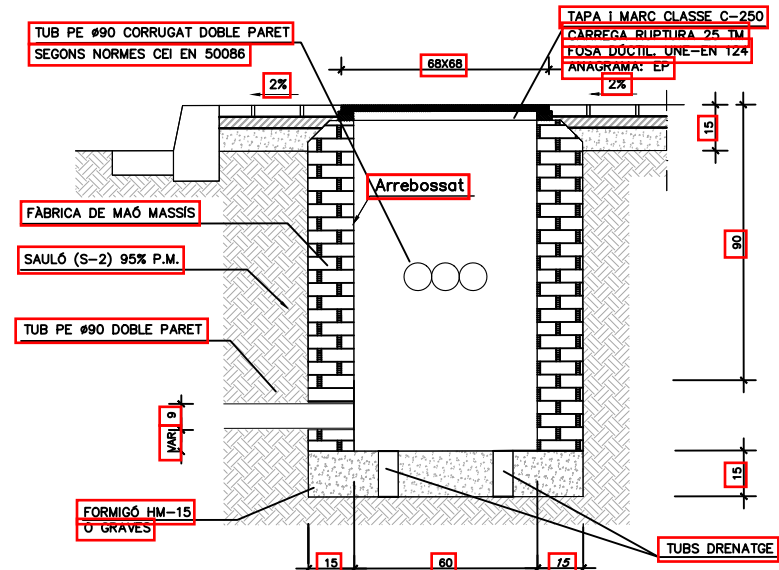 TUB PE ø90 CORRUGAT DOBLE PARET
SEGONS NORMES CEI EN 50086
TAPA i MARC CLASSE C-250
CÀRREGA RUPTURA 25 TM
FOSA DÚCTIL. UNE-EN 124
ANAGRAMA: EP
68X68
2%
2%
15
Arrebossat
FÀBRICA DE MAÓ MASSÍS
90
SAULÓ (S-2) 95% P.M.
TUB PE ø90 DOBLE PARET
9
VAR
15
FORMIGÓ HM-15
O GRAVES
TUBS DRENATGE
15
60
15